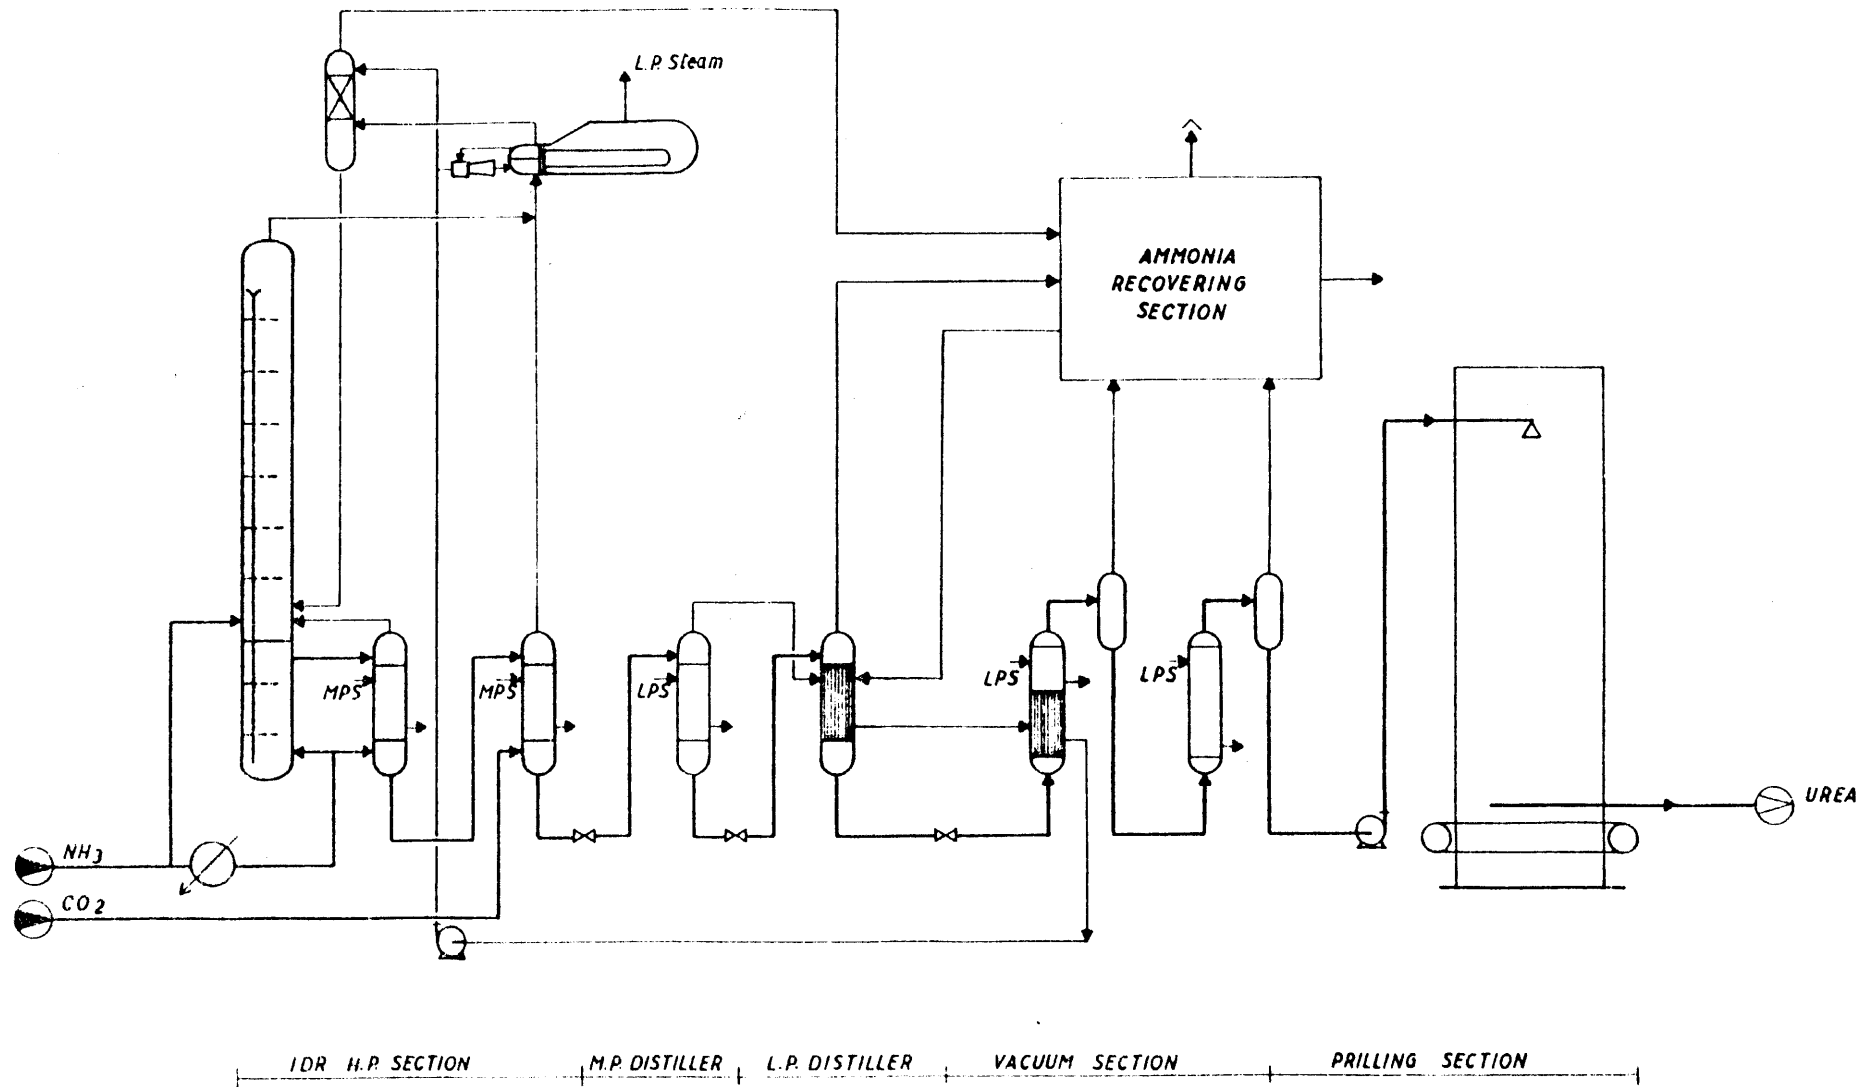 L.P. Steam
AMMONIA
RECOVERING
SECTION
MPS
MPS
LPS
LPS
LPS
NH3
CO2
UREA
IDR H.P. SECTION
M.P. DISTILLER
L.P. DISTILLER
VACUUM SECTION
PRILLING SECTION